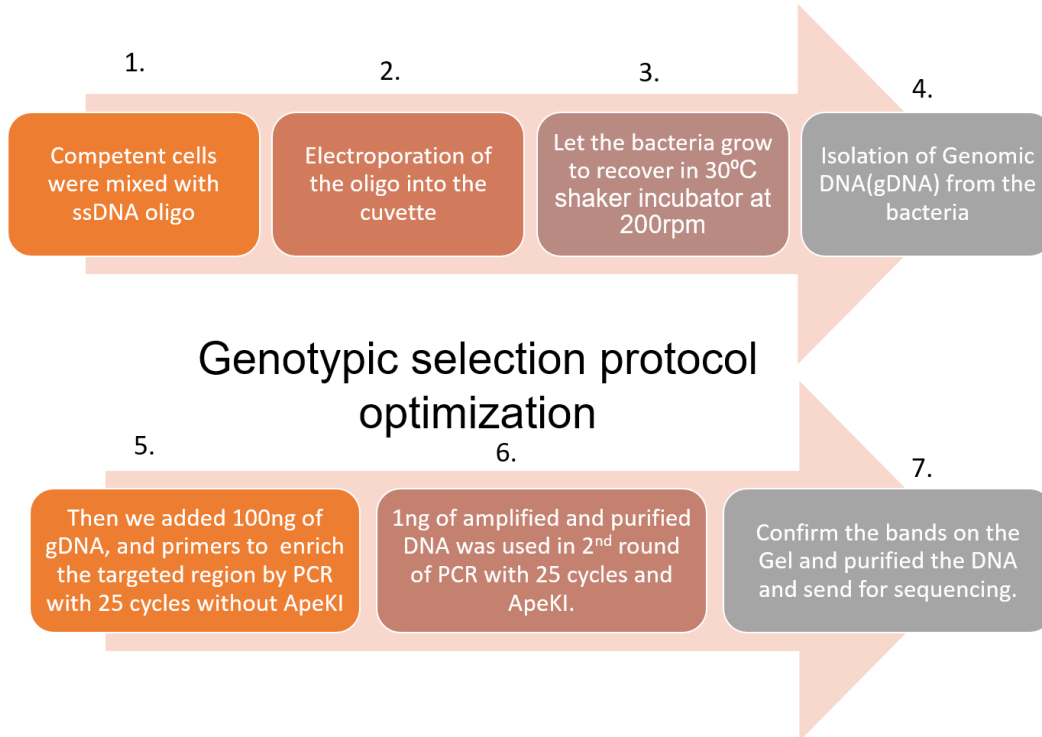 1.
Competent cells
were mixed with
ssDNA oligo
2.
Electroporation of
the oligo into the
cuvette
3.
Let the bacteria grow
to recover in 30⁰C
shaker incubator at
200rpm
4.
Isolation of Genomic
DNA(gDNA) from the
bacteria
Genotypic selection protocol
optimization
5.
Then we added 100ng of
gDNA, and primers to enrich
the targeted region by PCR
with 25 cycles without ApeKI
6.
1ng of amplified and purified
DNA was used in 2nd round
of PCR with 25 cycles and
ApeKI.
7.
Confirm the bands on the
Gel and purified the DNA
and send for sequencing.